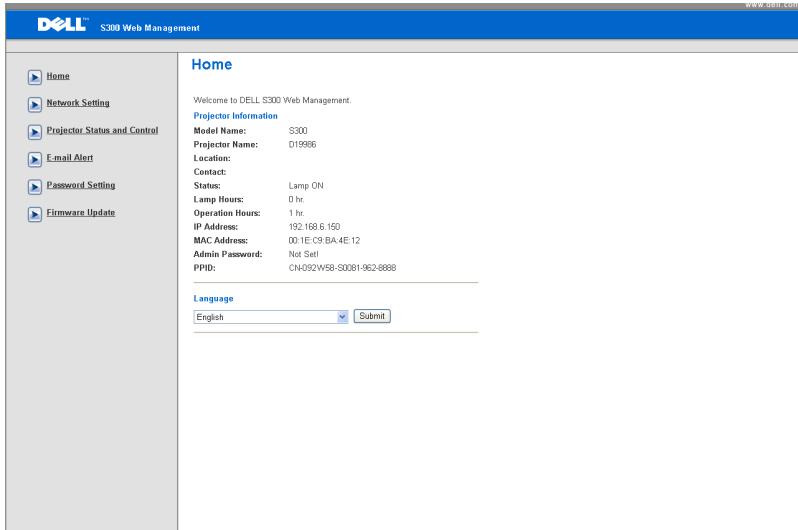 www.dell.com
DELL™ S300 Web Management
Home
Network Setting
Projector Status and Control
E-mail Alert
Password Setting
Firmware Update
Home
Welcome to DELL S300 Web Management.
Projector Information
Model Name: S300
Projector Name: D19986
Location:
Contact:
Status: Lamp ON
Lamp Hours: 0 hr.
Operation Hours: 1 hr.
IP Address: 192.168.6.150
MAC Address: 00:1E:C9:BA:4E:12
Admin Password: Not Set!
PPID: CN-092W58-S0081-962-8888
Language
English Submit